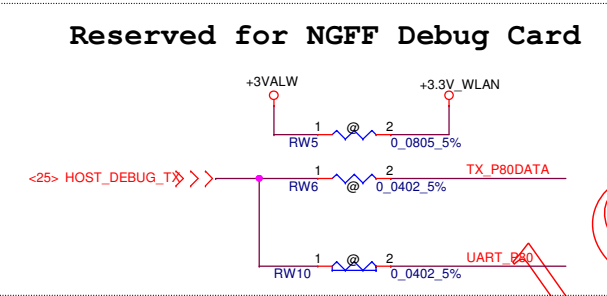 Reserved for NGFF Debug Card
+3VALW
+3.3V_WLAN
1 @ 2
RW5 0_0805_5%
<25> HOST_DEBUG_TX
1 2 TX_P80DATA
RW6 @ 0_0402_5%
1 @ 2 UART_P80
RW10 0_0402_5%